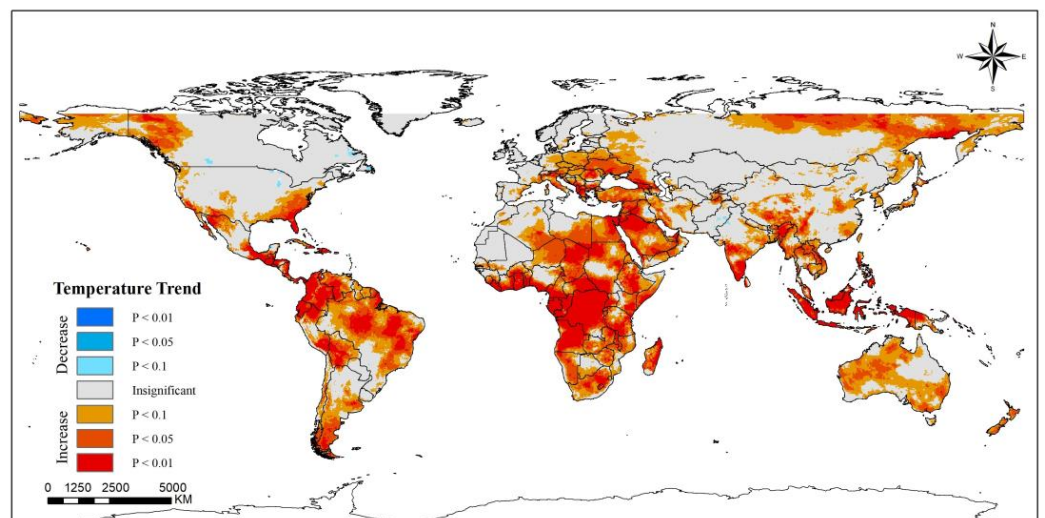 N
W
E
S
Temperature Trend
Decrease
P < 0.01
P < 0.05
P < 0.1
Insignificant
Increase
P < 0.1
P < 0.05
P < 0.01
0 1250 2500 5000
KM